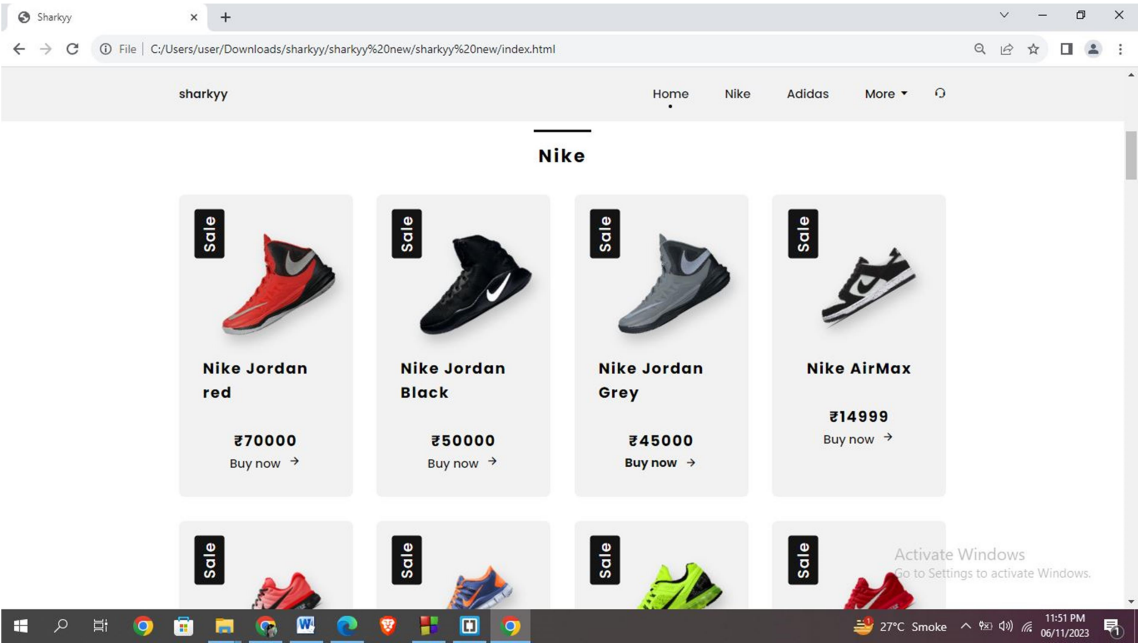 Sharkyy
File C:/Users/user/Downloads/sharkyy/sharkyy%20new/sharkyy%20new/index.html
sharkyy Home Nike Adidas More
Nike
Sale Sale Sale Sale
Nike Jordan red
Nike Jordan Black
Nike Jordan Grey
Nike AirMax
₹70000 ₹50000 ₹45000 ₹14999
Buy now → Buy now → Buy now → Buy now →
Sale Sale Sale Sale
Activate Windows
Go to Settings to activate Windows.
27°C Smoke
11:51 PM
06/11/2023
1